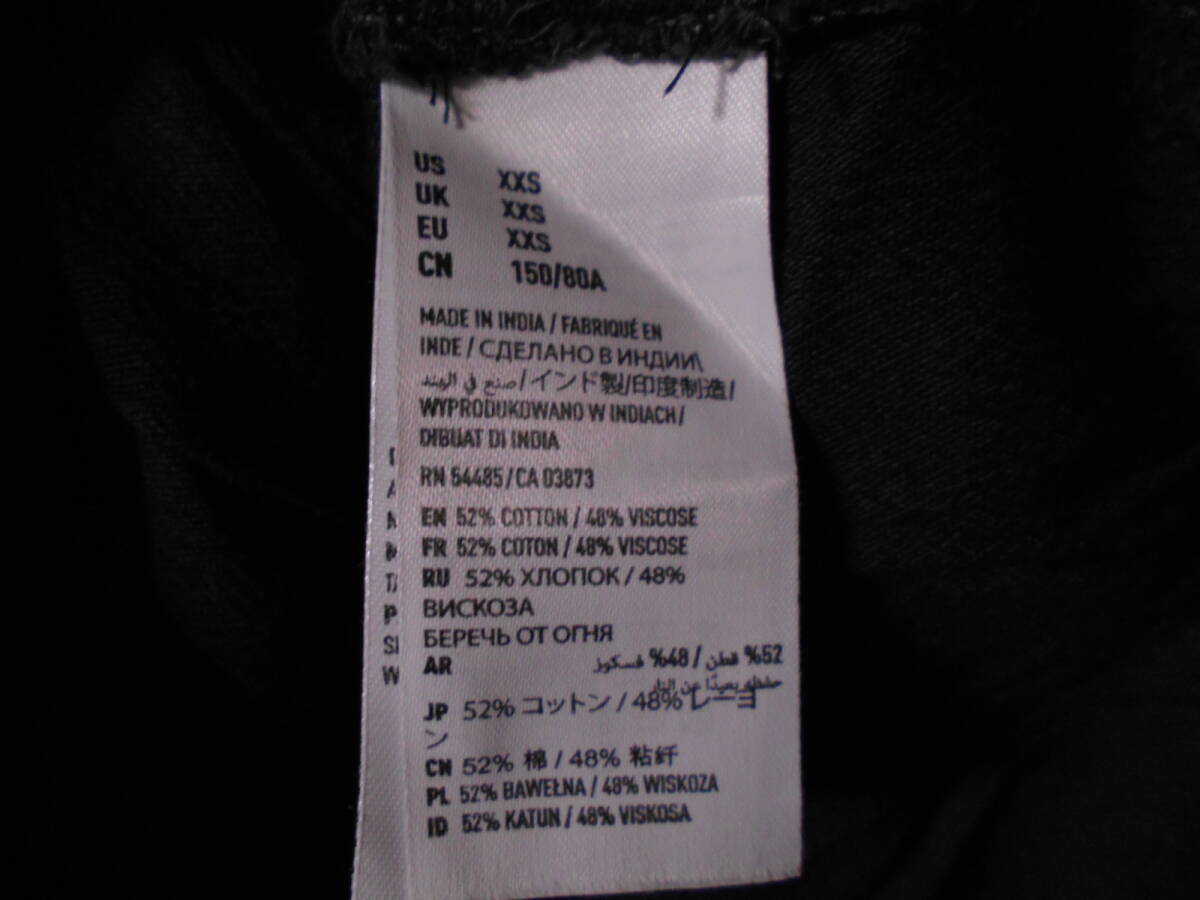 US XXS
UK XXS
EU XXS
CN 150/80A
MADE IN INDIA / FABRIQUÉ EN
INDE / СДЕЛАНО В ИНДИИ\
صنع في الهند/インド製/印度制造/
WYPRODUKOWANO W INDIACH/
DIBUAT DI INDIA
RN 54485/CA 03873
EN 52% COTTON / 48% VISCOSE
FR 52% COTON / 48% VISCOSE
RU 52% ХЛОПОК / 48%
ВИСКОЗА
БЕРЕЧЬ ОТ ОГНЯ
AR %52 قطن / %48 فسكوز
حفظه بعيدًا عن النار
JP 52% コットン / 48% レーヨ
ン
CN 52% 棉 / 48% 粘纤
PL 52% BAWEŁNA / 48% WISKOZA
ID 52% KATUN / 48% VISKOSA